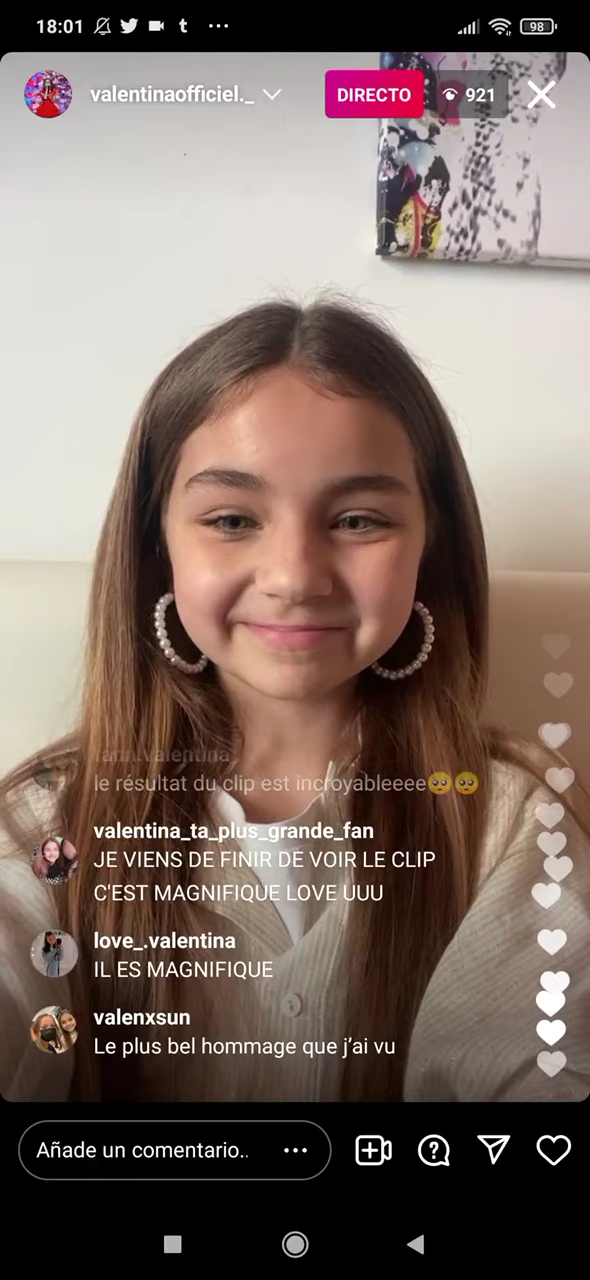 18:01
98
valentinaofficiel._
DIRECTO
921
le résultat du clip est incroyableeee🥺🥺
valentina_ta_plus_grande_fan
JE VIENS DE FINIR DE VOIR LE CLIP
C'EST MAGNIFIQUE LOVE UUU
love_.valentina
IL ES MAGNIFIQUE
valenxsun
Le plus bel hommage que j'ai vu
Añade un comentario..